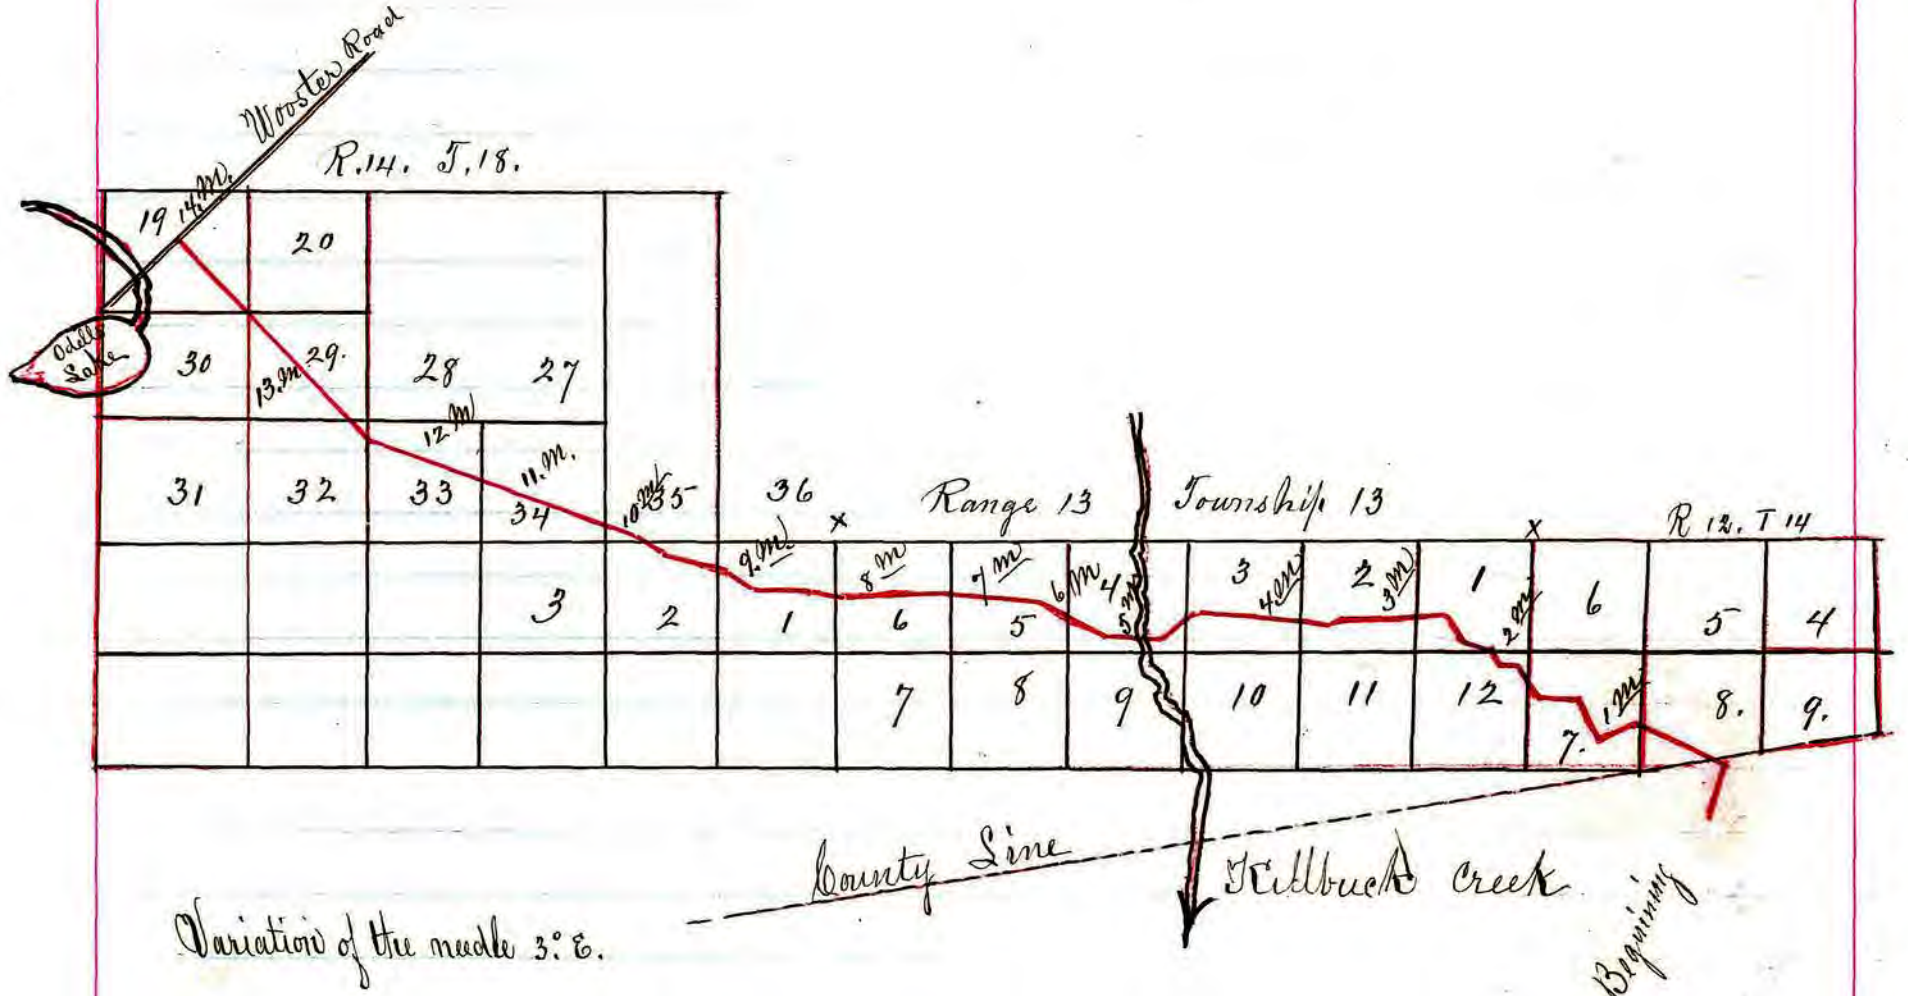 Wooster Road
R.14. T.18.
19 14.M.
20
Odells
Lake
30 13.M 29. 28 27
12 M
11.M.
31 32 33 34 10 M 35 36 x Range 13 Township 13 x R 12. T 14
9.M. 8 M 7 M 6 M 4 5 M 3 4 M 2 3 M 1 2 M 6
3 2 1 6 5 5 4
7 8 9 10 11 12 7. 1 M 8. 9.
County Line
Killbuck Creek
Variation of the needle 3.° E.
Beginning